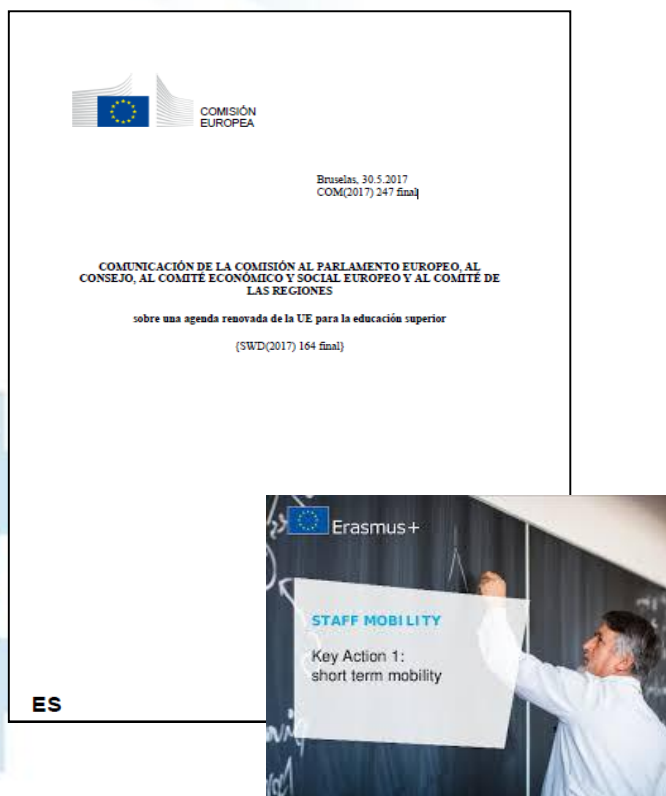 COMISIÓN
EUROPEA
Bruselas, 30.5.2017
COM(2017) 247 final
COMUNICACIÓN DE LA COMISIÓN AL PARLAMENTO EUROPEO, AL
CONSEJO, AL COMITÉ ECONÓMICO Y SOCIAL EUROPEO Y AL COMITÉ DE
LAS REGIONES
sobre una agenda renovada de la UE para la educación superior
{SWD(2017) 164 final}
Erasmus+
STAFF MOBILITY
Key Action 1:
short term mobility
ES